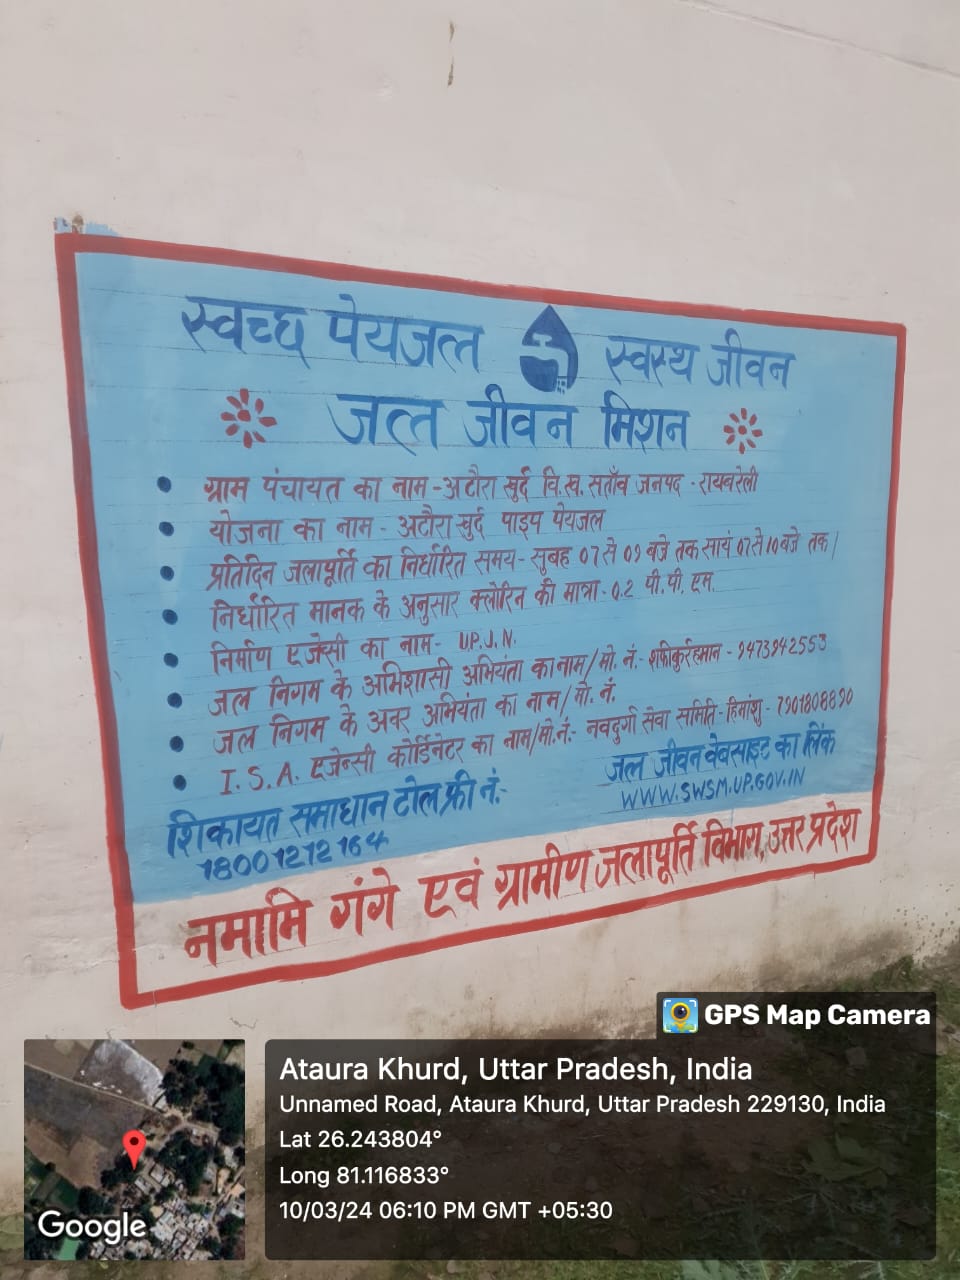 स्वच्छ पेयजल स्वस्थ जीवन
जल जीवन मिशन
ग्राम पंचायत का नाम - अटौरा खुर्द वि.ख. सताँव जनपद - रायबरेली
योजना का नाम - अटौरा खुर्द पाइप पेयजल
प्रतिदिन जलापूर्ति का निर्धारित समय - सुबह 07 से 09 बजे तक सायं 07 से 10 बजे तक।
निर्धारित मानक के अनुसार क्लोरिन की मात्रा - 0.2 पी. पी. एम.
निर्माण एजेंसी का नाम - U.P.J.N.
जल निगम के अभिशासी अभियंता का नाम/मो. नं. - शफीकुर्रहमान - 9473942553
जल निगम के अवर अभियंता का नाम/मो. नं.
I.S.A. एजेन्सी कोर्डिनेटर का नाम/मो.नं:- नवदुर्गा सेवा समिति - हिमांशु - 7901808890
शिकायत समाधान टोल फ्री नं:-
18001212164
जल जीवन वेबसाइट का लिंक
WWW.SWSM.UP.GOV.IN
नमामि गंगे एवं ग्रामीण जलापूर्ति विभाग, उत्तर प्रदेश
GPS Map Camera
Google
Ataura Khurd, Uttar Pradesh, India
Unnamed Road, Ataura Khurd, Uttar Pradesh 229130, India
Lat 26.243804°
Long 81.116833°
10/03/24 06:10 PM GMT +05:30